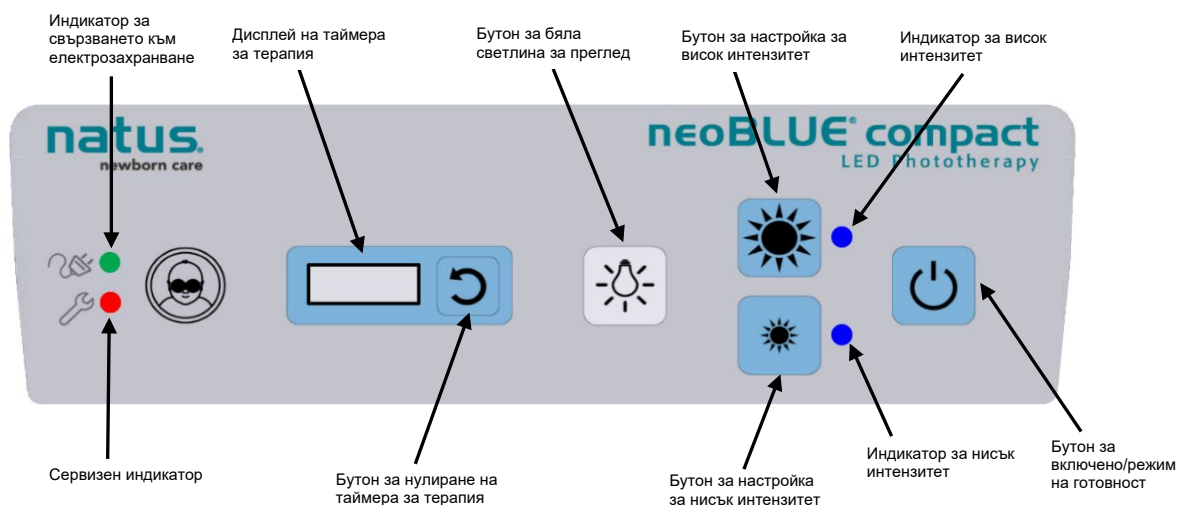 Индикатор за
свързването към
електрозахранване
Дисплей на таймера
за терапия
Бутон за бяла
светлина за преглед
Бутон за настройка за
висок интензитет
Индикатор за висок
интензитет
natus.
newborn care
neoBLUE® compact
LED Phototherapy
Сервизен индикатор
Бутон за нулиране на
таймера за терапия
Бутон за настройка
за нисък интензитет
Индикатор за нисък
интензитет
Бутон за
включено/режим
на готовност